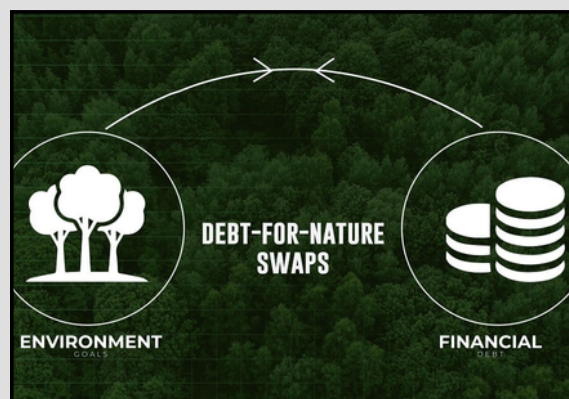 DEBT-FOR-NATURE
SWAPS
ENVIRONMENT
GOALS
FINANCIAL
DEBT